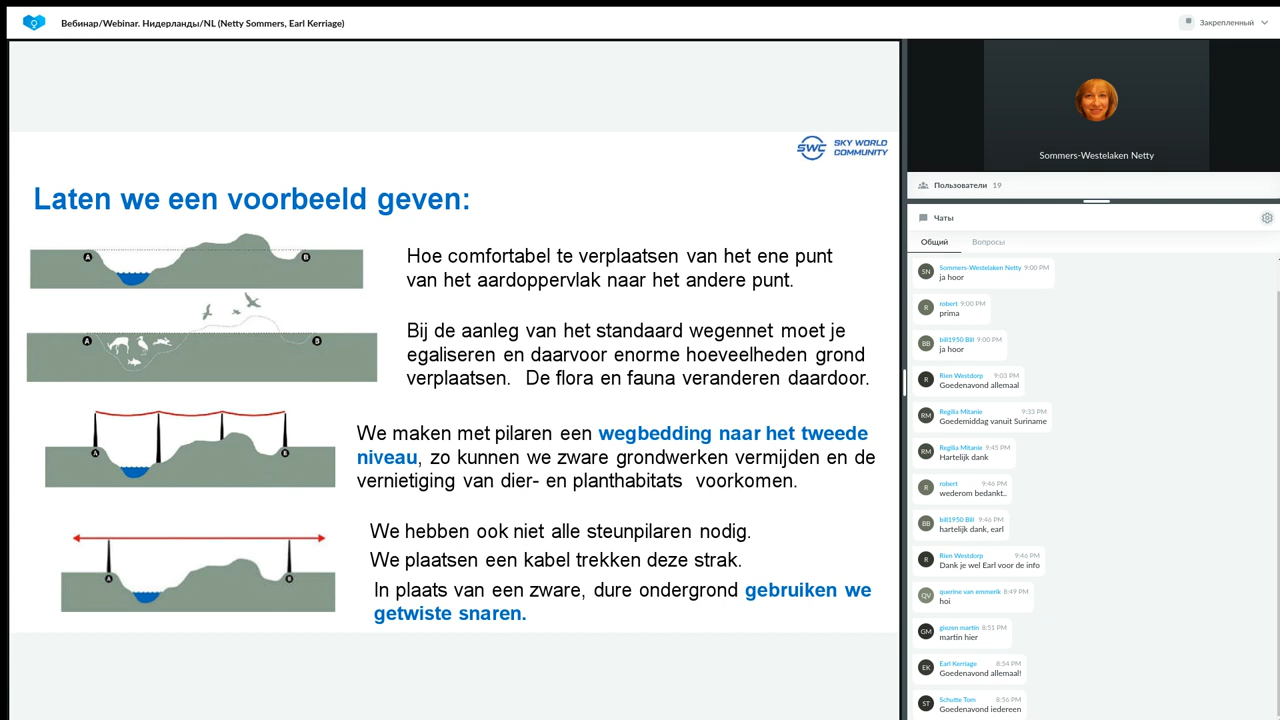 Вебинар/Webinar. Нидерланды/NL (Netty Sommers, Earl Kerriage)
Закрепленный
SWC SKY WORLD
COMMUNITY
Laten we een voorbeeld geven:
A
B
Hoe comfortabel te verplaatsen van het ene punt
van het aardoppervlak naar het andere punt.
A
B
Bij de aanleg van het standaard wegennet moet je
egaliseren en daarvoor enorme hoeveelheden grond
verplaatsen. De flora en fauna veranderen daardoor.
A
B
We maken met pilaren een wegbedding naar het tweede
niveau, zo kunnen we zware grondwerken vermijden en de
vernietiging van dier- en planthabitats voorkomen.
A
B
We hebben ook niet alle steunpilaren nodig.
We plaatsen een kabel trekken deze strak.
In plaats van een zware, dure ondergrond gebruiken we
getwiste snaren.
Sommers-Westelaken Netty
Пользователи 19
Чаты
Общий Вопросы
SN Sommers-Westelaken Netty 9:00 PM
ja hoor
R robert 9:00 PM
prima
BB bill1950 Bill 9:00 PM
ja hoor
R Rien Westdorp 9:03 PM
Goedenavond allemaal
RM Regilia Mitanie 9:33 PM
Goedemiddag vanuit Suriname
RM Regilia Mitanie 9:45 PM
Hartelijk dank
R robert 9:46 PM
wederom bedankt..
BB bill1950 Bill 9:46 PM
hartelijk dank, earl
R Rien Westdorp 9:46 PM
Dank je wel Earl voor de info
QV querine van emmerik 8:49 PM
hoi
GM giezen martin 8:51 PM
martin hier
EK Earl Kerriage 8:54 PM
Goedenavond allemaal!
ST Schutte Tom 8:56 PM
Goedenavond iedereen